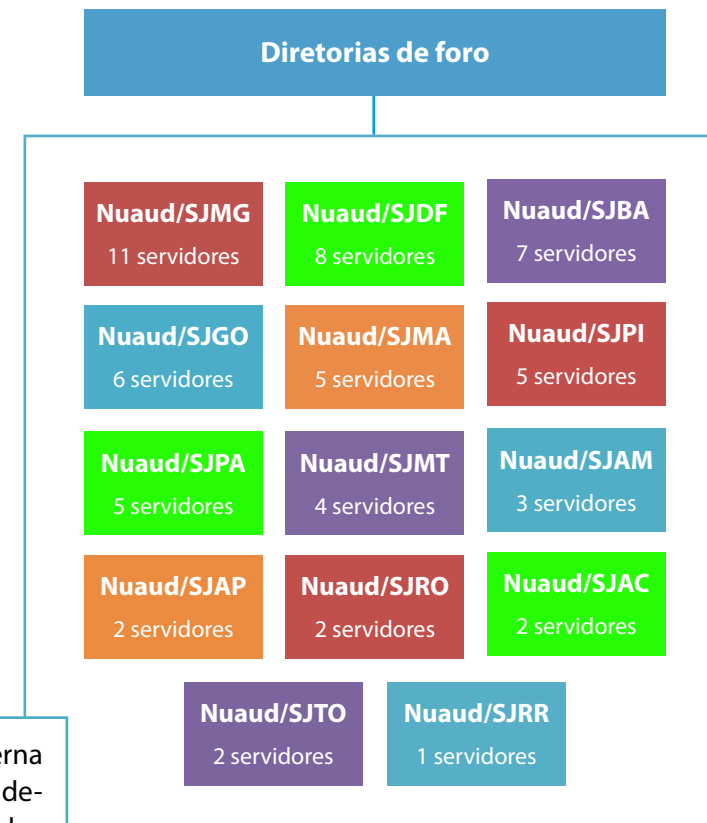 Diretorias de foro
Nuaud/SJMG
11 servidores
Nuaud/SJDF
8 servidores
Nuaud/SJBA
7 servidores
Nuaud/SJGO
6 servidores
Nuaud/SJMA
5 servidores
Nuaud/SJPI
5 servidores
Nuaud/SJPA
5 servidores
Nuaud/SJMT
4 servidores
Nuaud/SJAM
3 servidores
Nuaud/SJAP
2 servidores
Nuaud/SJRO
2 servidores
Nuaud/SJAC
2 servidores
Nuaud/SJTO
2 servidores
Nuaud/SJRR
1 servidores
erna
de-